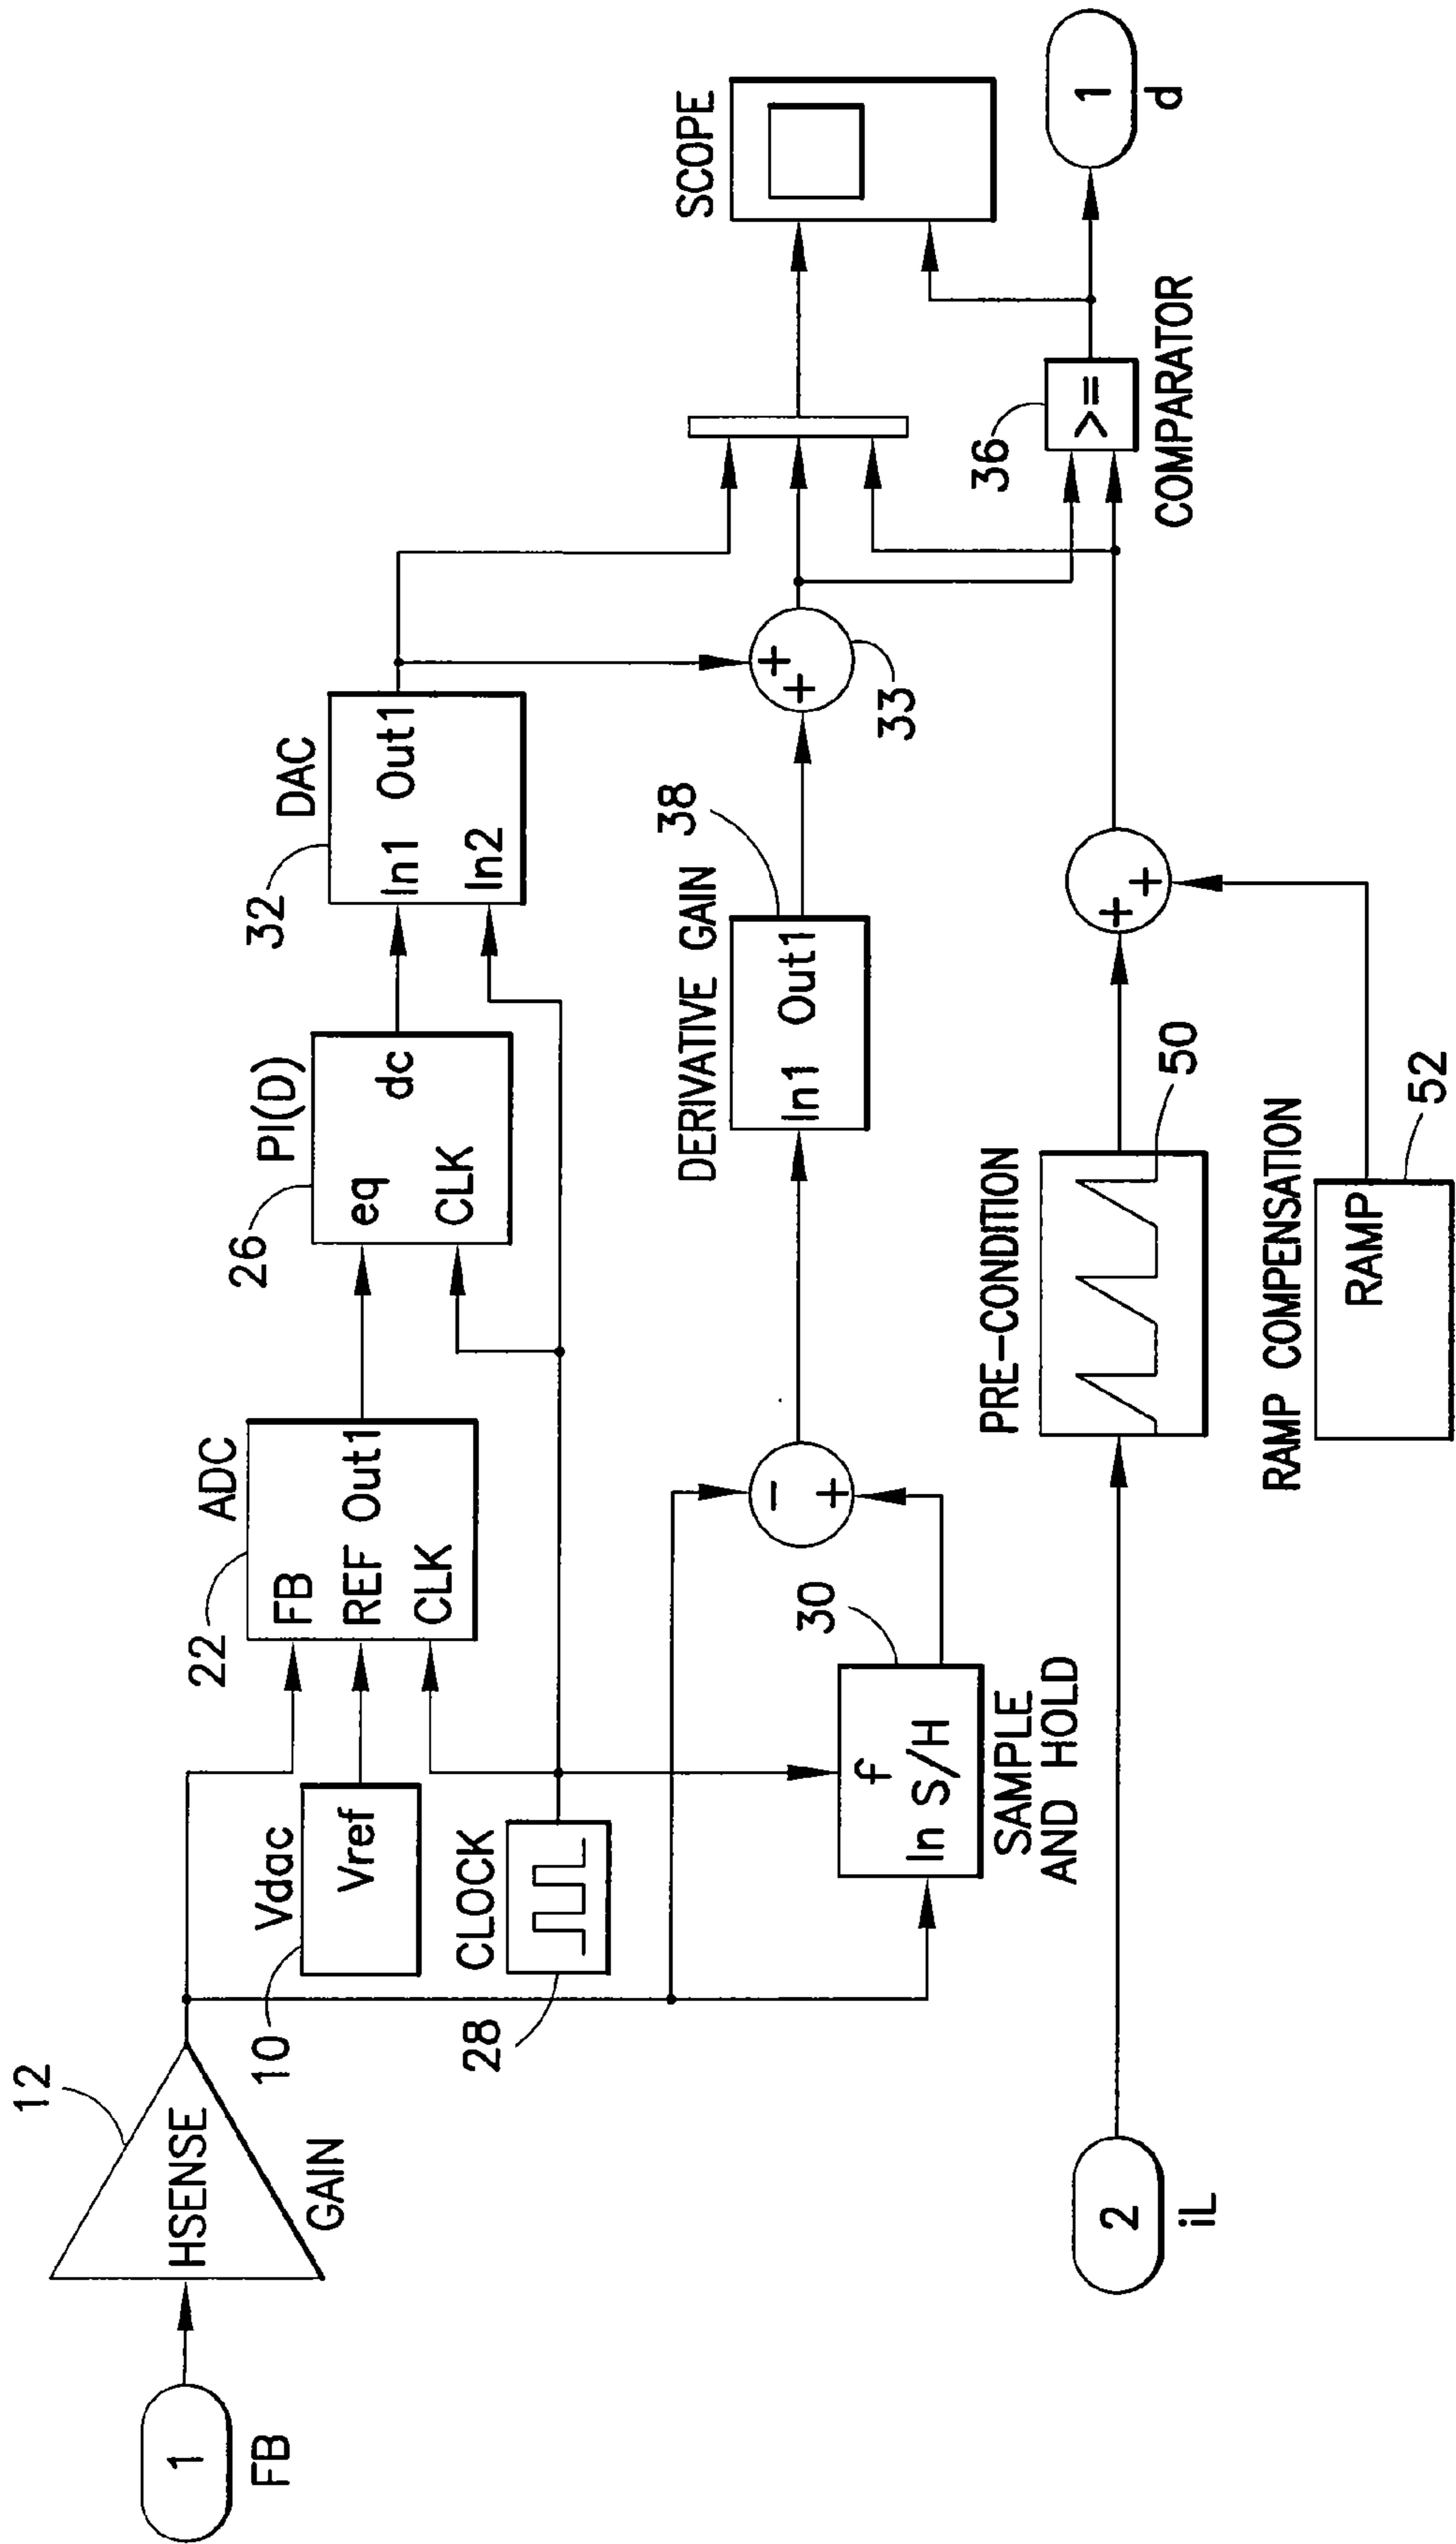 1
FB
12
HSENSE
GAIN
10
Vdac
Vref
28
CLOCK
22
ADC
FB
REF Out1
CLK
26
PI(D)
eq
dc
CLK
32
DAC
In1 Out1
In2
30
f
In S/H
SAMPLE
AND HOLD
-
+
DERIVATIVE GAIN
38
In1 Out1
+
+
33
SCOPE
2
iL
PRE-CONDITION
50
RAMP COMPENSATION
RAMP
52
+
+
36
>=
COMPARATOR
1
d